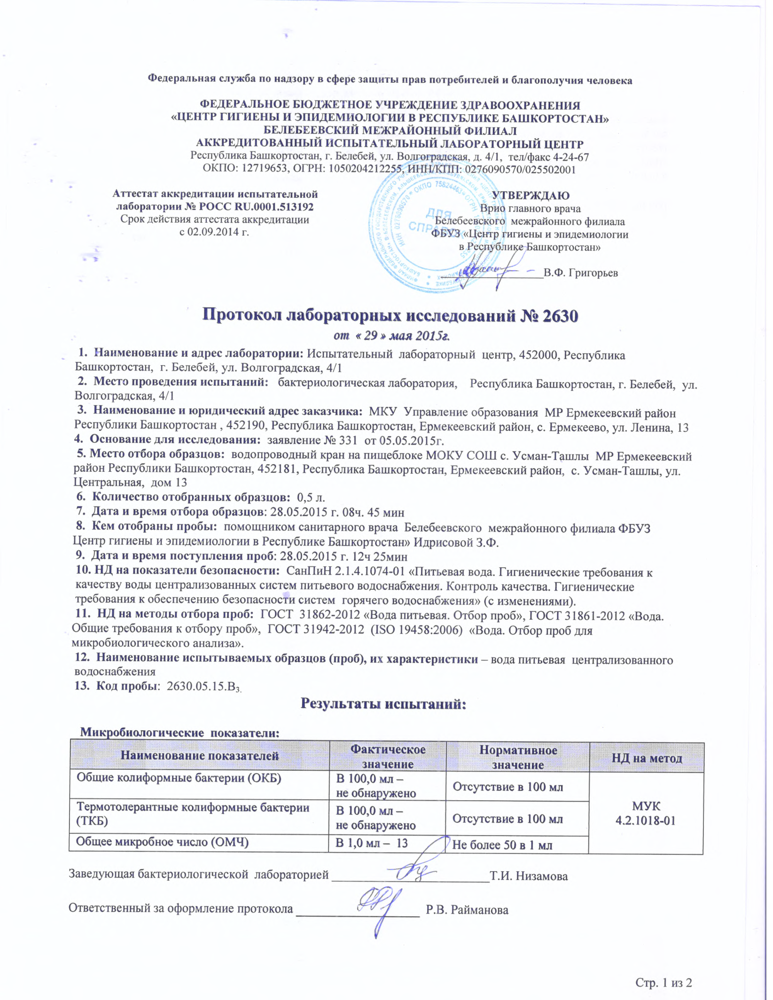 Федеральная служба по надзору в сфере защиты прав потребителей и благополучия человека
ФЕДЕРАЛЬНОЕ БЮДЖЕТНОЕ УЧРЕЖДЕНИЕ ЗДРАВООХРАНЕНИЯ
«ЦЕНТР ГИГИЕНЫ И ЭПИДЕМИОЛОГИИ В РЕСПУБЛИКЕ БАШКОРТОСТАН»
БЕЛЕБЕЕВСКИЙ МЕЖРАЙОННЫЙ ФИЛИАЛ
АККРЕДИТОВАННЫЙ ИСПЫТАТЕЛЬНЫЙ ЛАБОРАТОРНЫЙ ЦЕНТР
Республика Башкортостан, г. Белебей, ул. Волгоградская, д. 4/1, тел/факс 4-24-67
ОКПО: 12719653, ОГРН: 1050204212255, ИНН/КПП: 0276090570/025502001
Аттестат аккредитации испытательной
лаборатории № РОСС RU.0001.513192
Срок действия аттестата аккредитации
с 02.09.2014 г.
УТВЕРЖДАЮ
Врио главного врача
Белебеевского межрайонного филиала
ФБУЗ «Центр гигиены и эпидемиологии
в Республике Башкортостан»
В.Ф. Григорьев
ДЛЯ
СПРАВОК
ИНН 0276090570 * ОКПО 75824463 * ОГРН
Протокол лабораторных исследований № 2630
от « 29 » мая 2015г.
1. Наименование и адрес лаборатории: Испытательный лабораторный центр, 452000, Республика
Башкортостан, г. Белебей, ул. Волгоградская, 4/1
2. Место проведения испытаний: бактериологическая лаборатория, Республика Башкортостан, г. Белебей, ул.
Волгоградская, 4/1
3. Наименование и юридический адрес заказчика: МКУ Управление образования МР Ермекеевский район
Республики Башкортостан , 452190, Республика Башкортостан, Ермекеевский район, с. Ермекеево, ул. Ленина, 13
4. Основание для исследования: заявление № 331 от 05.05.2015г.
5. Место отбора образцов: водопроводный кран на пищеблоке МОКУ СОШ с. Усман-Ташлы МР Ермекеевский
район Республики Башкортостан, 452181, Республика Башкортостан, Ермекеевский район, с. Усман-Ташлы, ул.
Центральная, дом 13
6. Количество отобранных образцов: 0,5 л.
7. Дата и время отбора образцов: 28.05.2015 г. 08ч. 45 мин
8. Кем отобраны пробы: помощником санитарного врача Белебеевского межрайонного филиала ФБУЗ
Центр гигиены и эпидемиологии в Республике Башкортостан» Идрисовой З.Ф.
9. Дата и время поступления проб: 28.05.2015 г. 12ч 25мин
10. НД на показатели безопасности: СанПиН 2.1.4.1074-01 «Питьевая вода. Гигиенические требования к
качеству воды централизованных систем питьевого водоснабжения. Контроль качества. Гигиенические
требования к обеспечению безопасности систем горячего водоснабжения» (с изменениями).
11. НД на методы отбора проб: ГОСТ 31862-2012 «Вода питьевая. Отбор проб», ГОСТ 31861-2012 «Вода.
Общие требования к отбору проб», ГОСТ 31942-2012 (ISO 19458:2006) «Вода. Отбор проб для
микробиологического анализа».
12. Наименование испытываемых образцов (проб), их характеристики – вода питьевая централизованного
водоснабжения
13. Код пробы: 2630.05.15.В3.
Результаты испытаний:
Микробиологические показатели:
Наименование показателей
Фактическое
значение
Нормативное
значение
НД на метод
Общие колиформные бактерии (ОКБ)
В 100,0 мл –
не обнаружено
Отсутствие в 100 мл
Термотолерантные колиформные бактерии
(ТКБ)
В 100,0 мл –
не обнаружено
Отсутствие в 100 мл
МУК
4.2.1018-01
Общее микробное число (ОМЧ)
В 1,0 мл – 13
Не более 50 в 1 мл
Заведующая бактериологической лабораторией Т.И. Низамова
Ответственный за оформление протокола Р.В. Райманова
Стр. 1 из 2